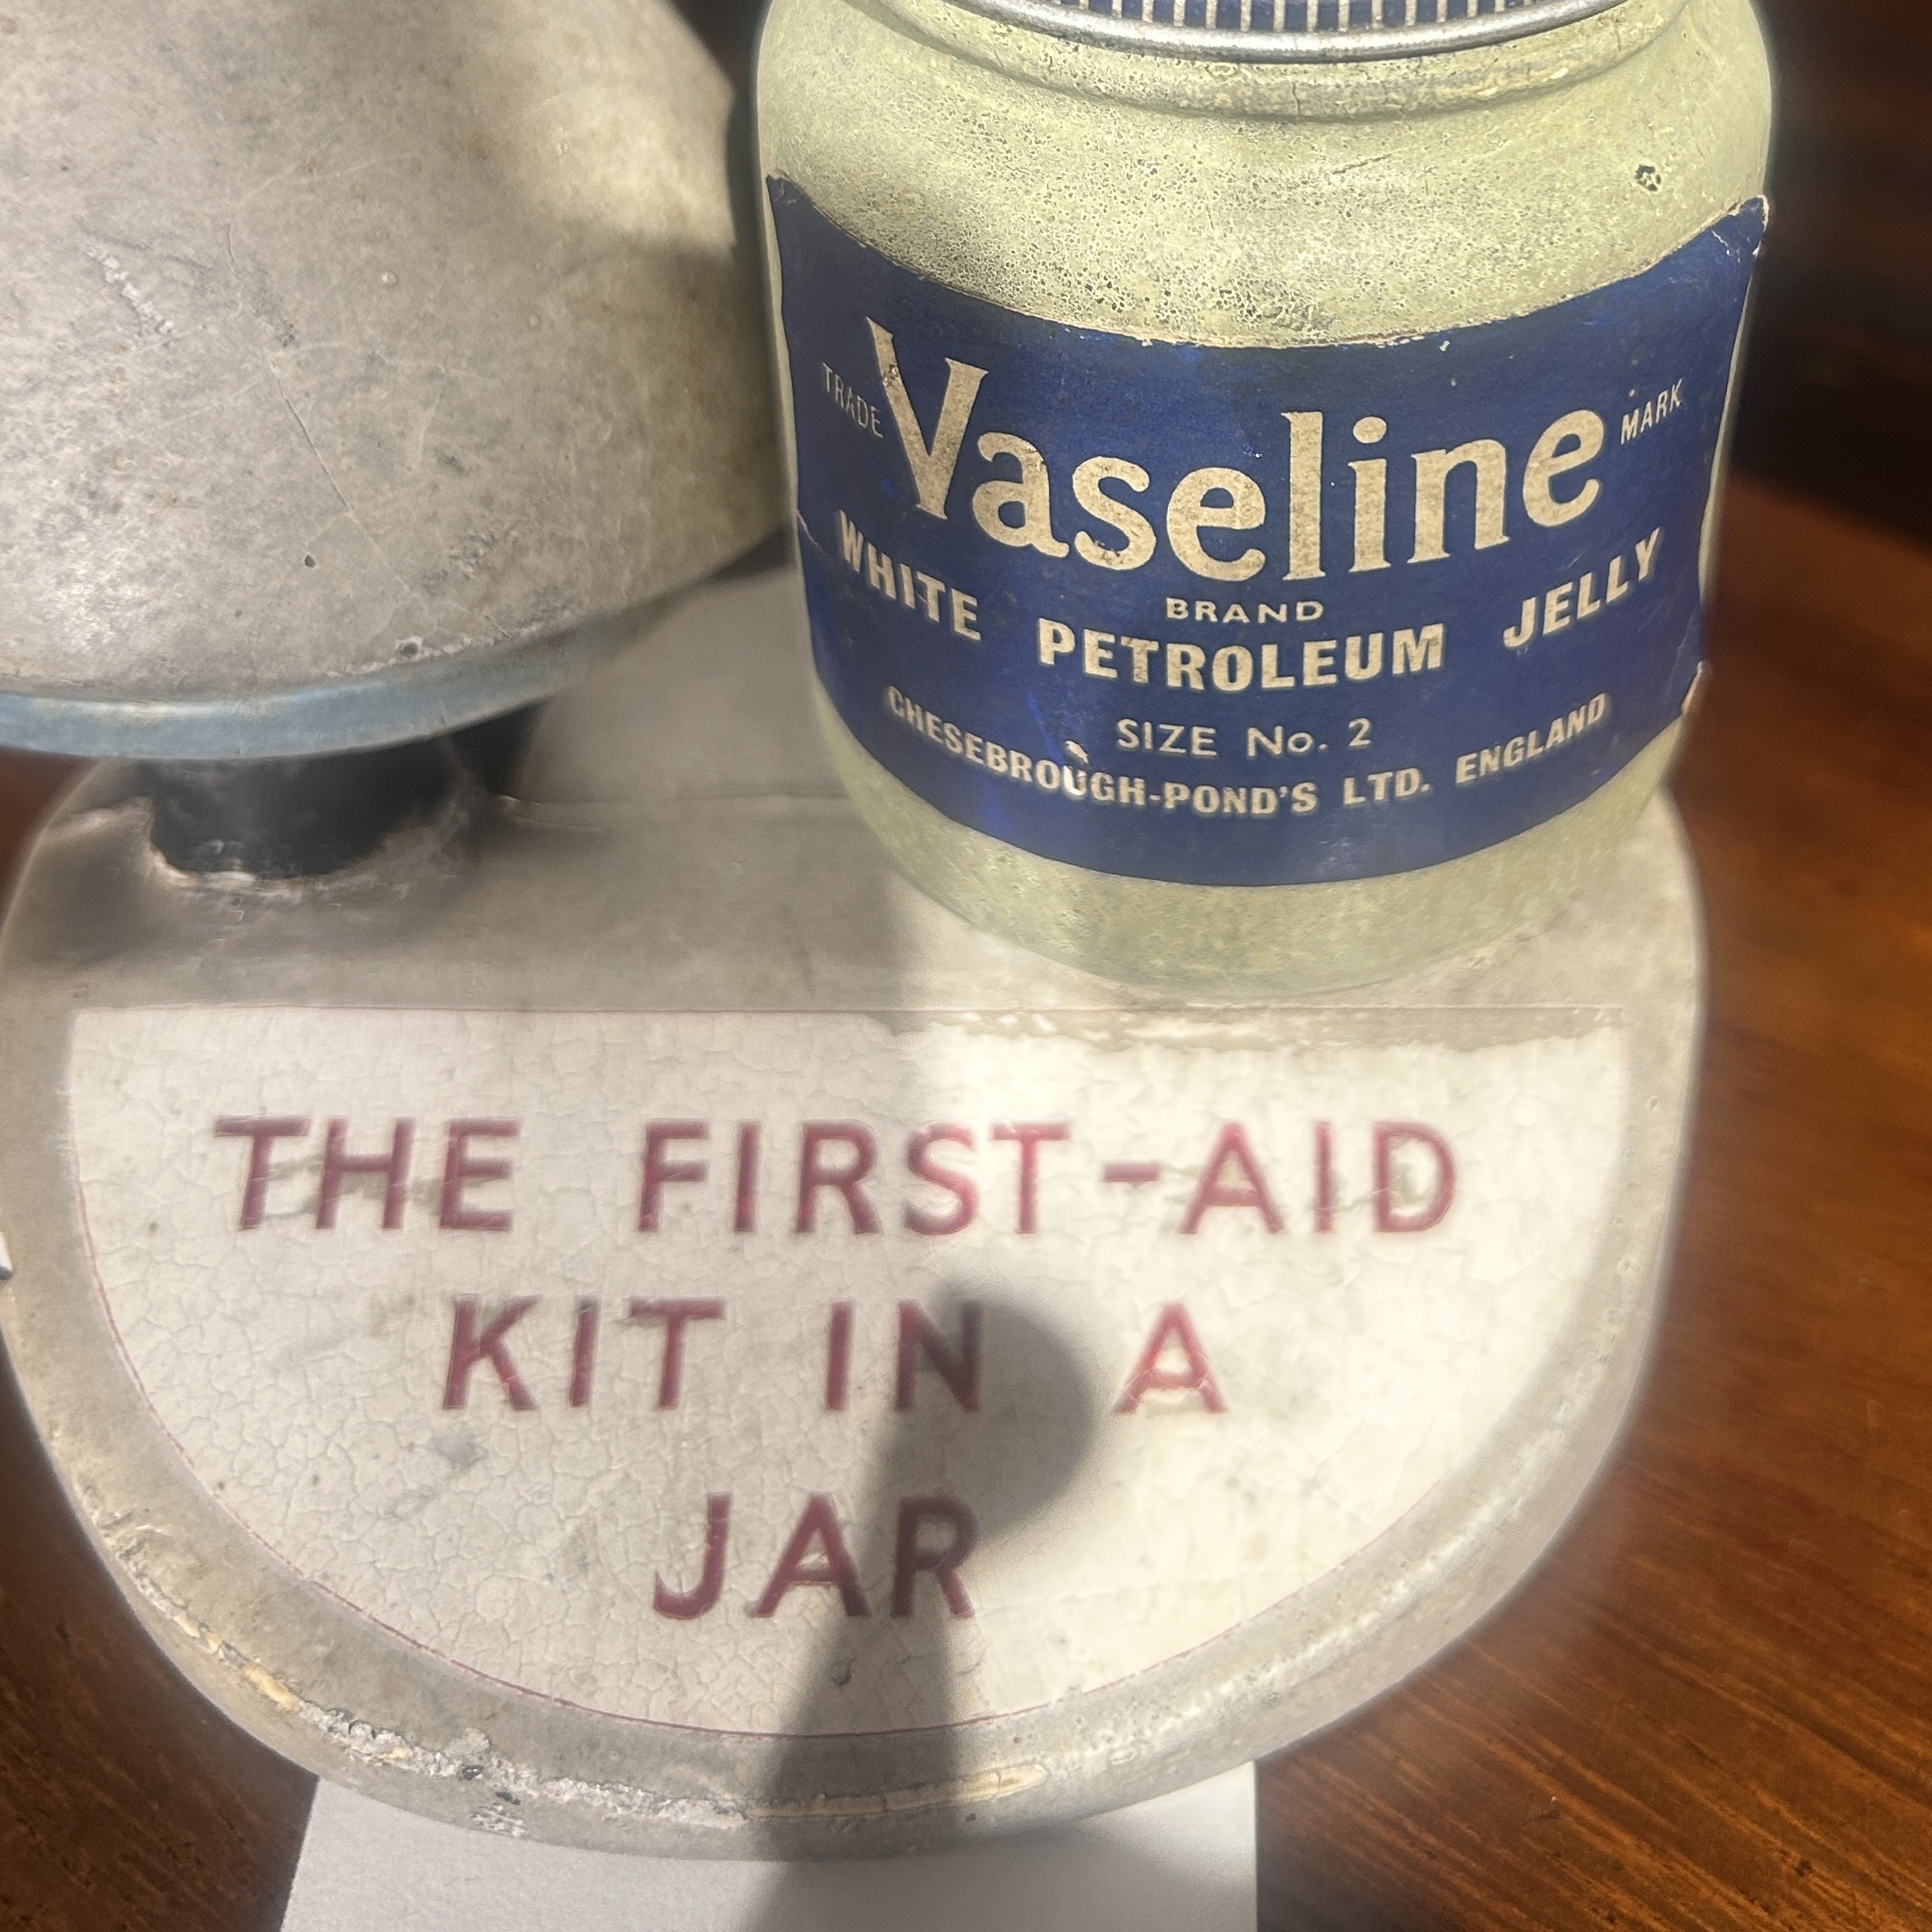 TRADE Vaseline MARK
BRAND
WHITE PETROLEUM JELLY
SIZE No. 2
CHESEBROUGH-POND'S LTD. ENGLAND
THE FIRST-AID
KIT IN A
JAR